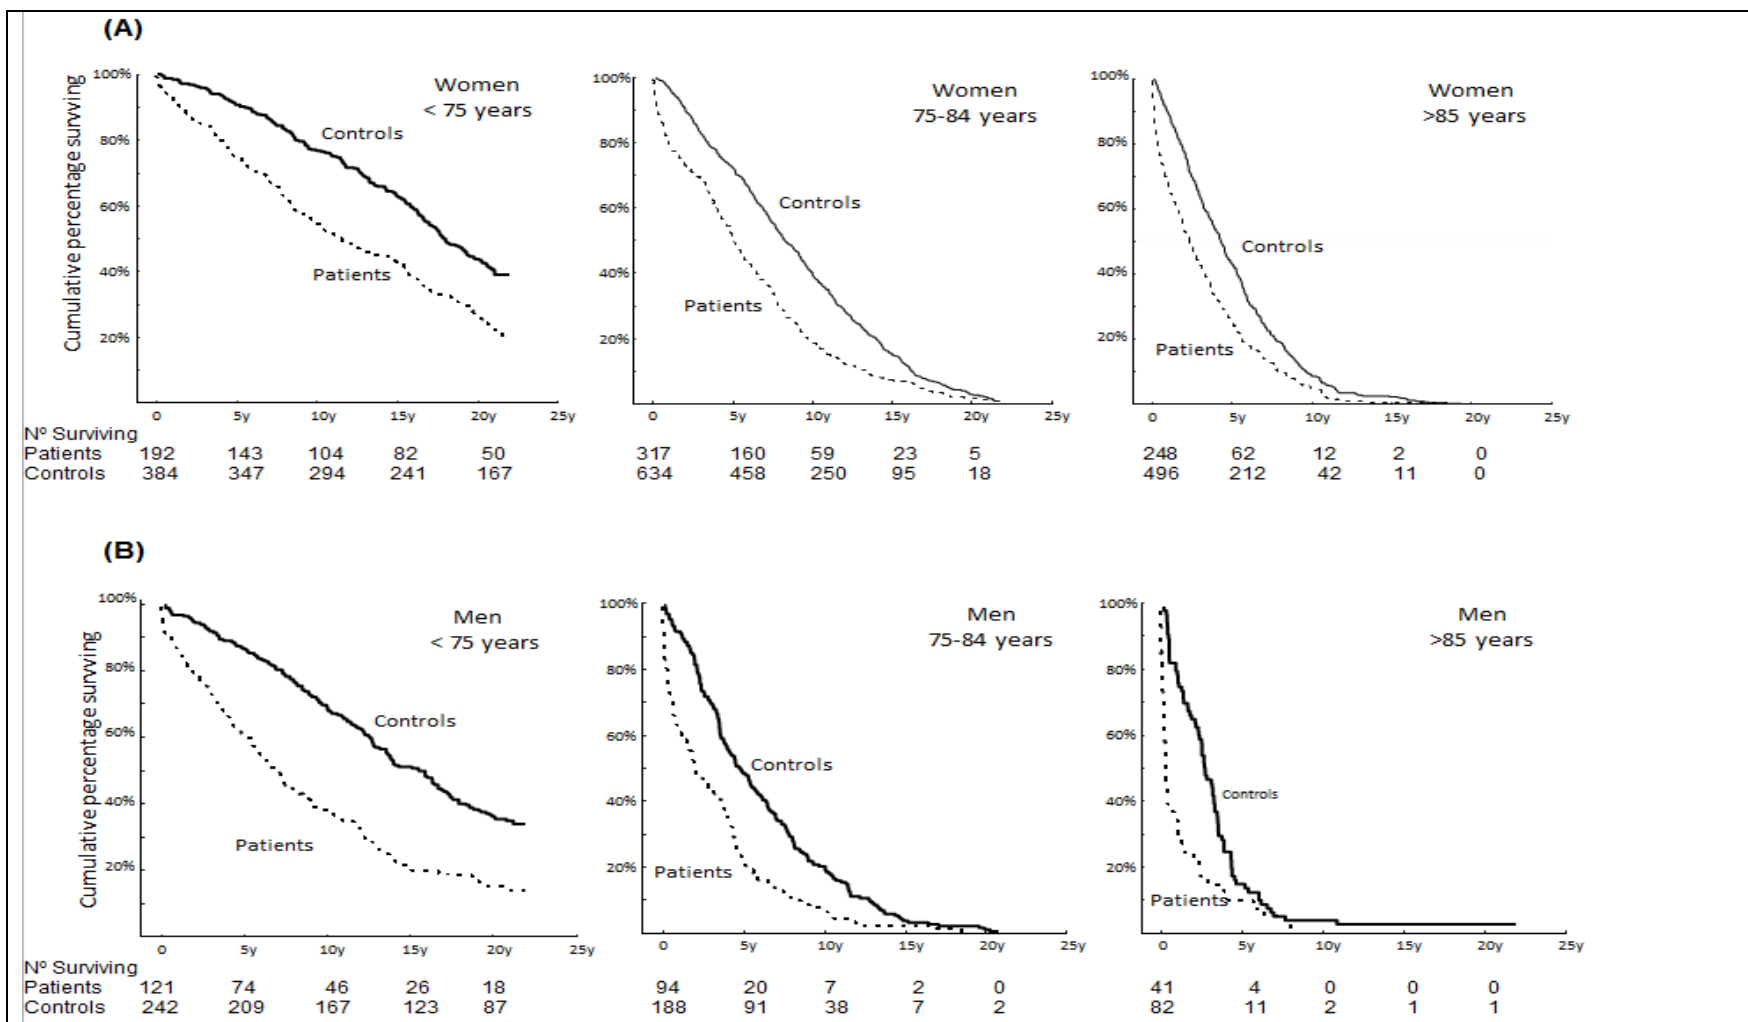 (A)
Cumulative percentage surviving
100%
80%
60%
40%
20%
Women
< 75 years
Controls
Patients
0 5y 10y 15y 20y 25y
100%
80%
60%
40%
20%
Women
75-84 years
Controls
Patients
0 5y 10y 15y 20y 25y
100%
80%
60%
40%
20%
Women
>85 years
Controls
Patients
0 5y 10y 15y 20y 25y
Nº Surviving
Patients 192 143 104 82 50 317 160 59 23 5 248 62 12 2 0
Controls 384 347 294 241 167 634 458 250 95 18 496 212 42 11 0
(B)
Cumulative percentage surviving
100%
80%
60%
40%
20%
Men
< 75 years
Controls
Patients
0 5y 10y 15y 20y 25y
100%
80%
60%
40%
20%
Men
75-84 years
Controls
Patients
0 5y 10y 15y 20y 25y
100%
80%
60%
40%
20%
Men
>85 years
Controls
Patients
0 5y 10y 15y 20y 25y
Nº Surviving
Patients 121 74 46 26 18 94 20 7 2 0 41 4 0 0 0
Controls 242 209 167 123 87 188 91 38 7 2 82 11 2 1 1